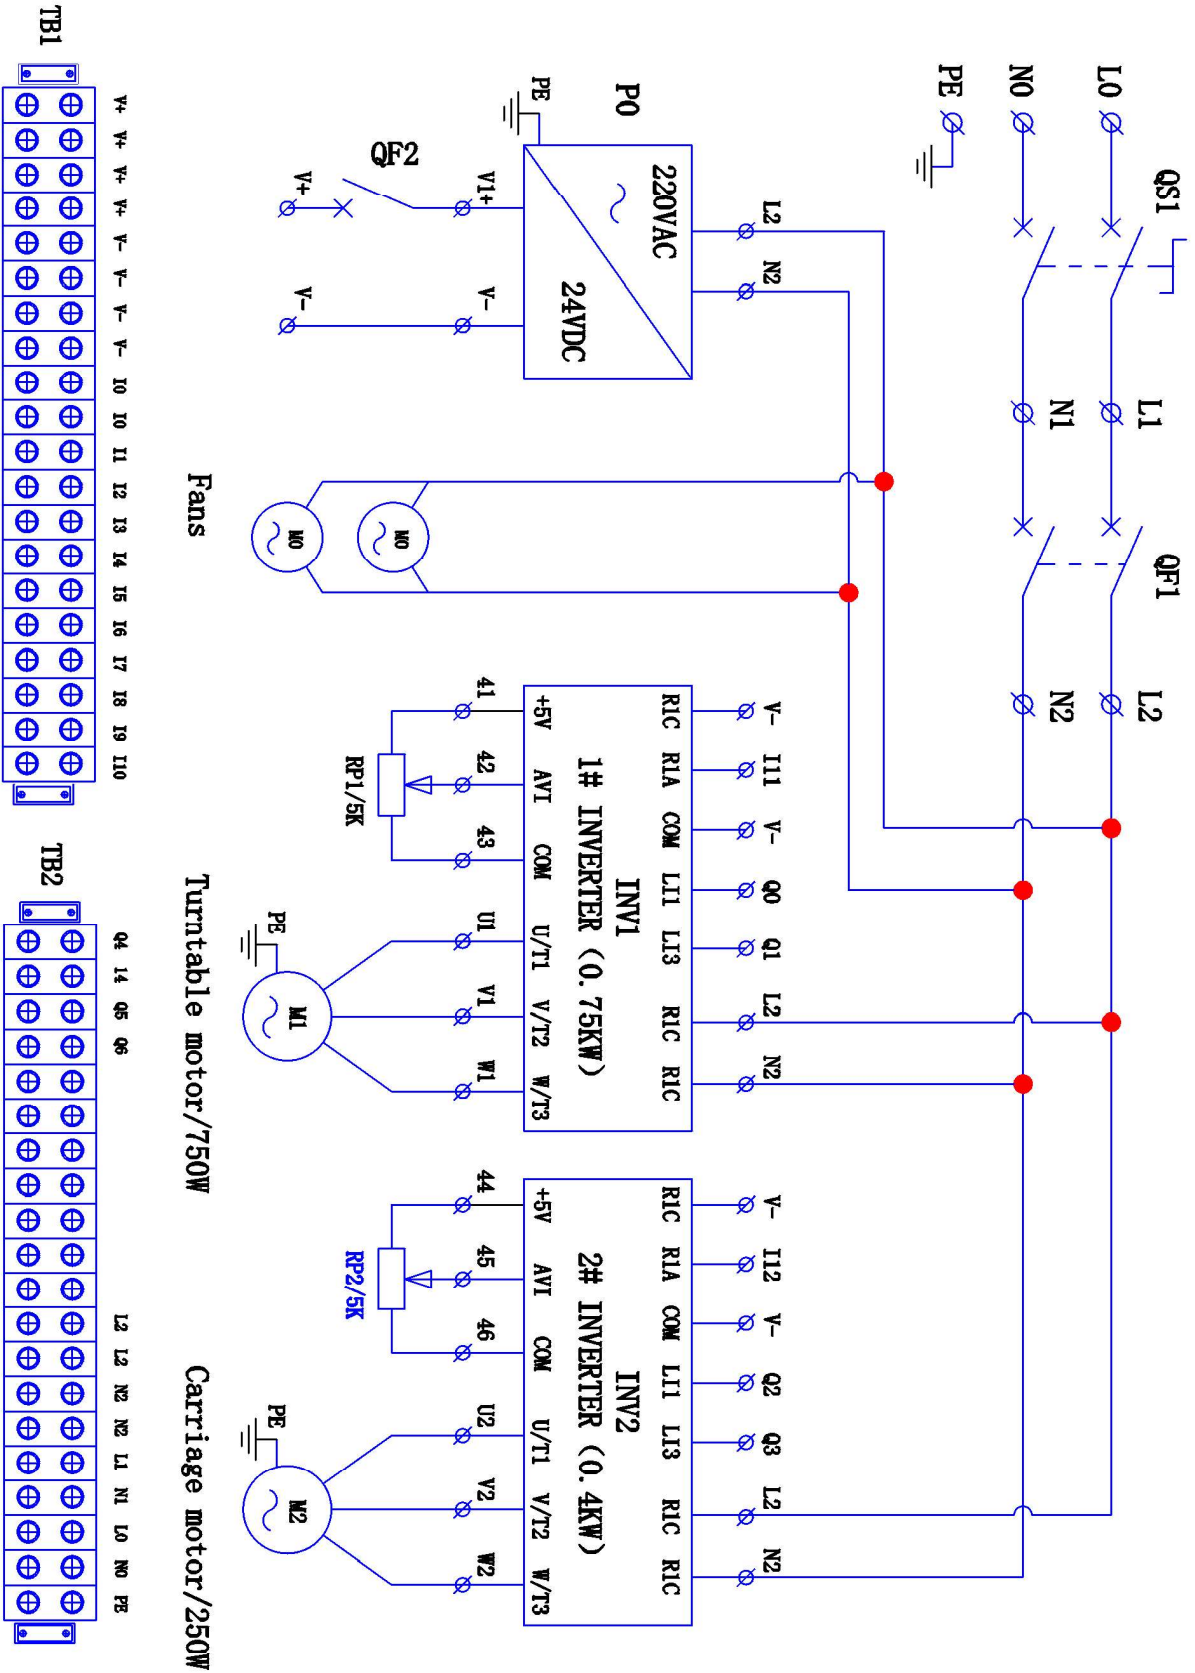 L0
QS1
L1
QF1
L2
N0
N1
N2
PE
P0
L2
N2
220VAC
24VDC
PE
V1+
V-
QF2
V+
V-
Fans
M0
M0
V-
I11
V-
Q0
Q1
L2
N2
R1C
R1A
COM
LI1
LI3
R1C
R1C
INV1
1# INVERTER (0.75KW)
+5V
AVI
COM
U/T1
V/T2
W/T3
41
42
43
U1
V1
W1
RP1/5K
PE
M1
Turntable motor/750W
V-
I12
V-
Q2
Q3
L2
N2
R1C
R1A
COM
LI1
LI3
R1C
R1C
INV2
2# INVERTER (0.4KW)
+5V
AVI
COM
U/T1
V/T2
W/T3
44
45
46
U2
V2
W2
RP2/5K
PE
M2
Carriage motor/250W
V+ V+ V+ V+ V- V- V- V- I0 I0 I1 I2 I3 I4 I5 I6 I7 I8 I9 I10
TB1
Q4 I4 Q5 Q6 L2 L2 N2 N2 L1 N1 L0 N0 PE
TB2